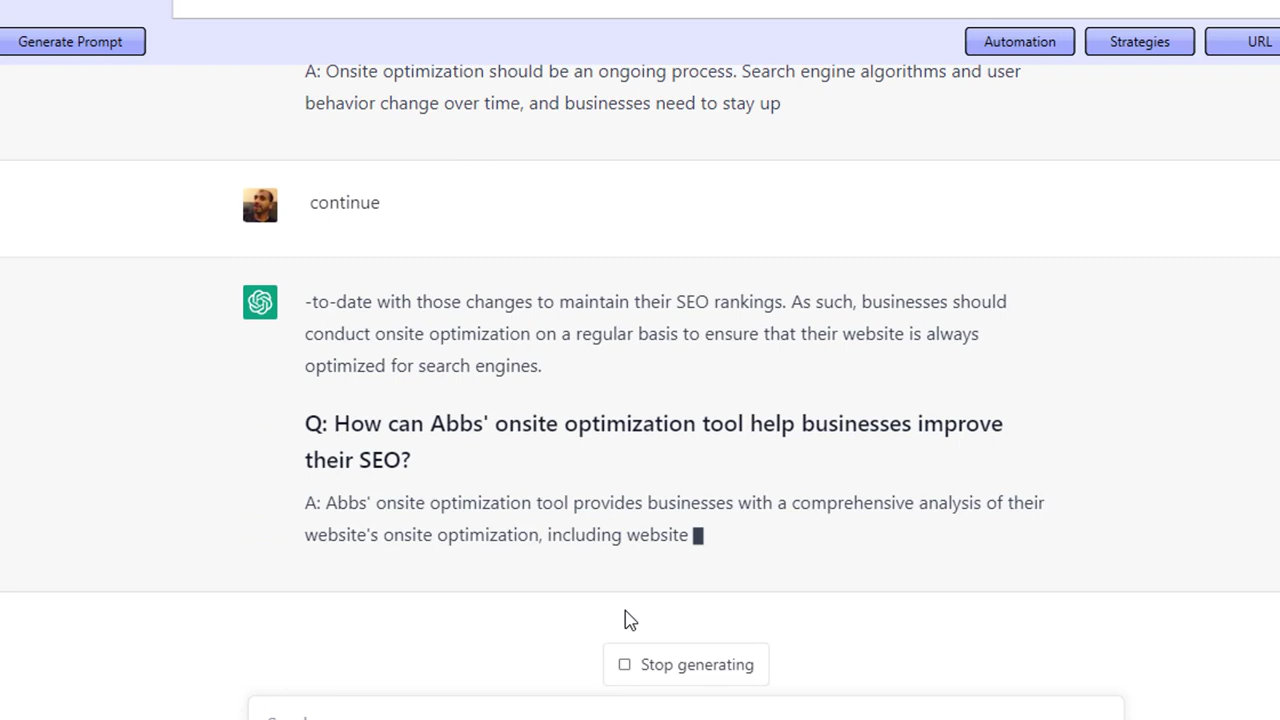 Generate Prompt
Automation
Strategies
URL
A: Onsite optimization should be an ongoing process. Search engine algorithms and user
behavior change over time, and businesses need to stay up
continue
-to-date with those changes to maintain their SEO rankings. As such, businesses should
conduct onsite optimization on a regular basis to ensure that their website is always
optimized for search engines.
Q: How can Abbs' onsite optimization tool help businesses improve
their SEO?
A: Abbs' onsite optimization tool provides businesses with a comprehensive analysis of their
website's onsite optimization, including website
Stop generating